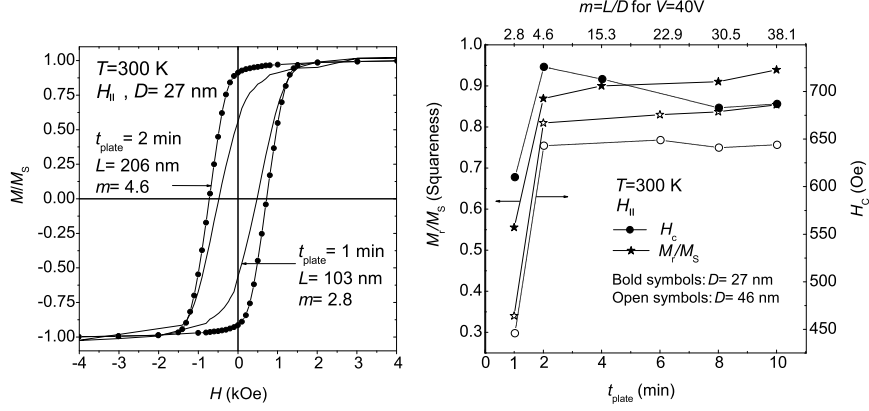 1.00
0.75
0.50
0.25
0.00
-0.25
-0.50
-0.75
-1.00
M/M_S
T=300 K
H_II , D= 27 nm
t_plate= 2 min
L= 206 nm
m= 4.6
t_plate= 1 min
L= 103 nm
m= 2.8
-4 -3 -2 -1 0 1 2 3 4
H (kOe)
m=L/D for V=40V
2.8 4.6 15.3 22.9 30.5 38.1
1.0
0.9
0.8
0.7
0.6
0.5
0.4
0.3
M_r/M_S (Squareness)
T=300 K
H_II
H_c
M_r/M_S
Bold symbols: D= 27 nm
Open symbols: D= 46 nm
700
650
600
550
500
450
H_C (Oe)
0 1 2 4 6 8 10
t_plate (min)